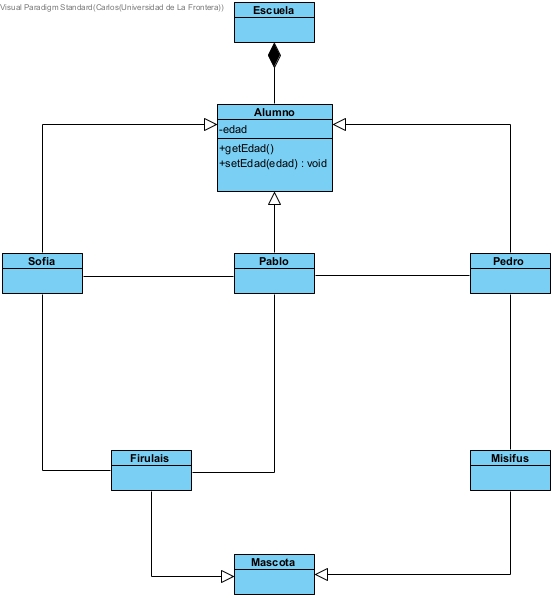 Visual Paradigm Standard(Carlos(Universidad de La Frontera))
Escuela
Alumno
-edad
+getEdad()
+setEdad(edad) : void
Sofia
Pablo
Pedro
Firulais
Misifus
Mascota